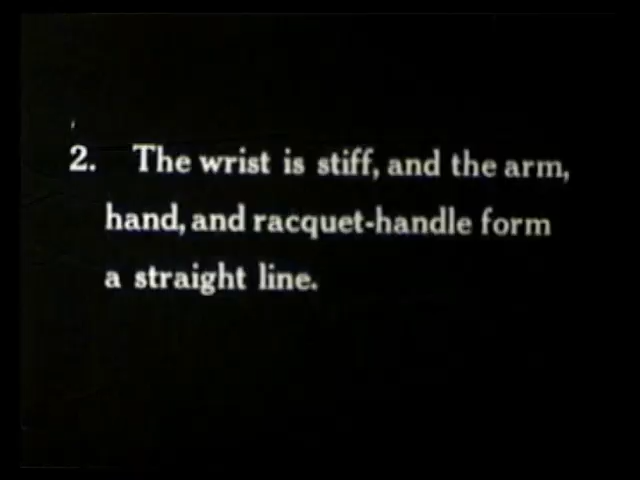 2. The wrist is stiff, and the arm,
hand, and racquet-handle form
a straight line.